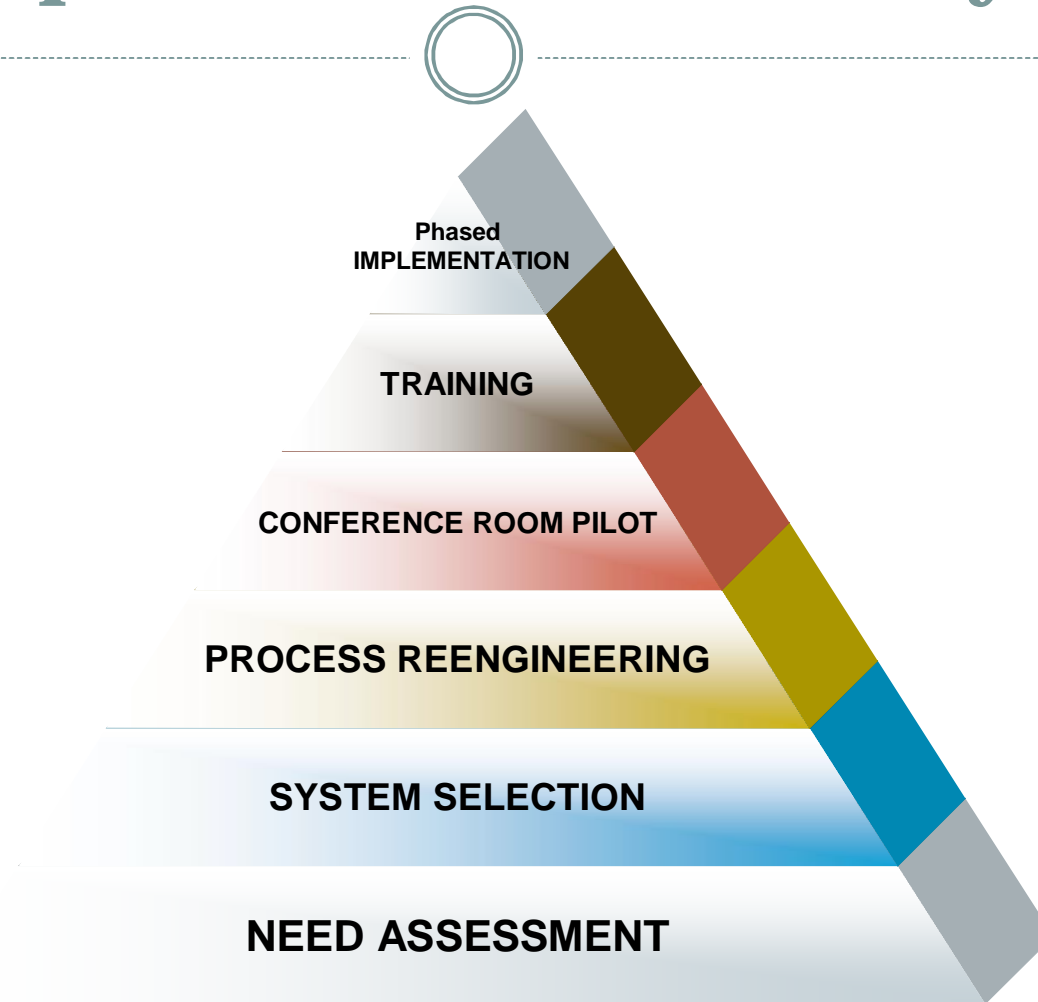 Phased
IMPLEMENTATION
TRAINING
CONFERENCE ROOM PILOT
PROCESS REENGINEERING
SYSTEM SELECTION
NEED ASSESSMENT